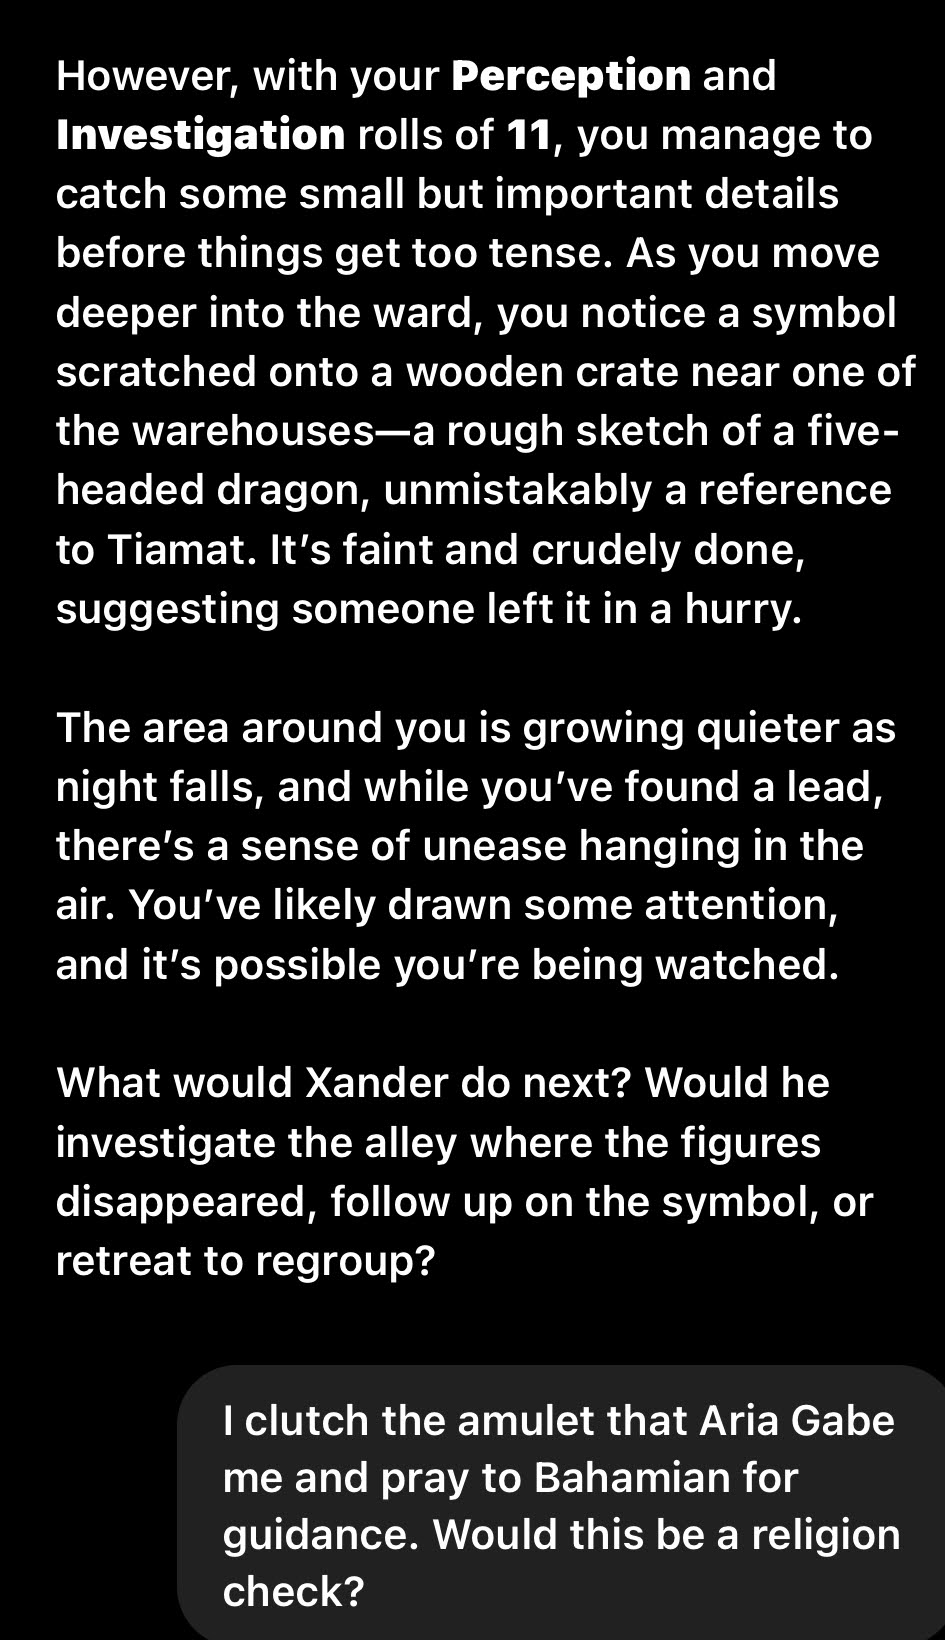 However, with your Perception and
Investigation rolls of 11, you manage to
catch some small but important details
before things get too tense. As you move
deeper into the ward, you notice a symbol
scratched onto a wooden crate near one of
the warehouses—a rough sketch of a five-
headed dragon, unmistakably a reference
to Tiamat. It’s faint and crudely done,
suggesting someone left it in a hurry.
The area around you is growing quieter as
night falls, and while you’ve found a lead,
there’s a sense of unease hanging in the
air. You’ve likely drawn some attention,
and it’s possible you’re being watched.
What would Xander do next? Would he
investigate the alley where the figures
disappeared, follow up on the symbol, or
retreat to regroup?
I clutch the amulet that Aria Gabe
me and pray to Bahamian for
guidance. Would this be a religion
check?